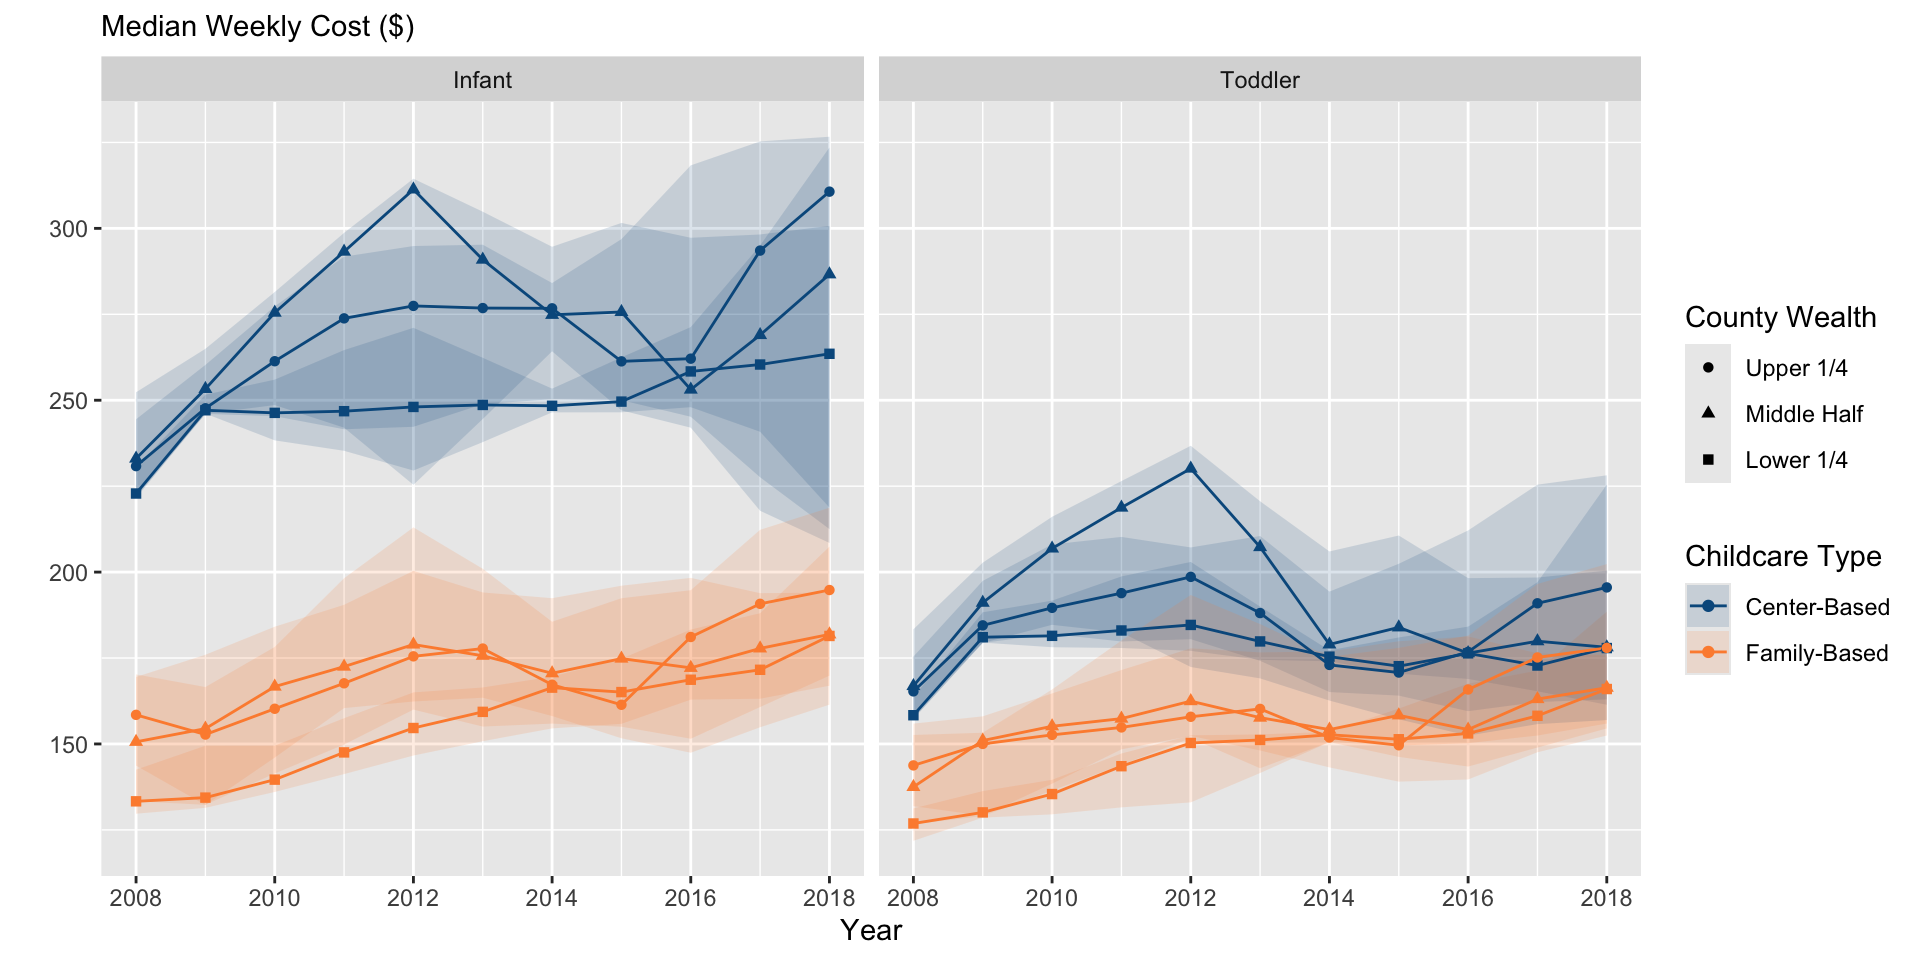 Median Weekly Cost ($)
Infant
Toddler
300
250
200
150
2008 2010 2012 2014 2016 2018
2008 2010 2012 2014 2016 2018
Year
County Wealth
Upper 1/4
Middle Half
Lower 1/4
Childcare Type
Center-Based
Family-Based